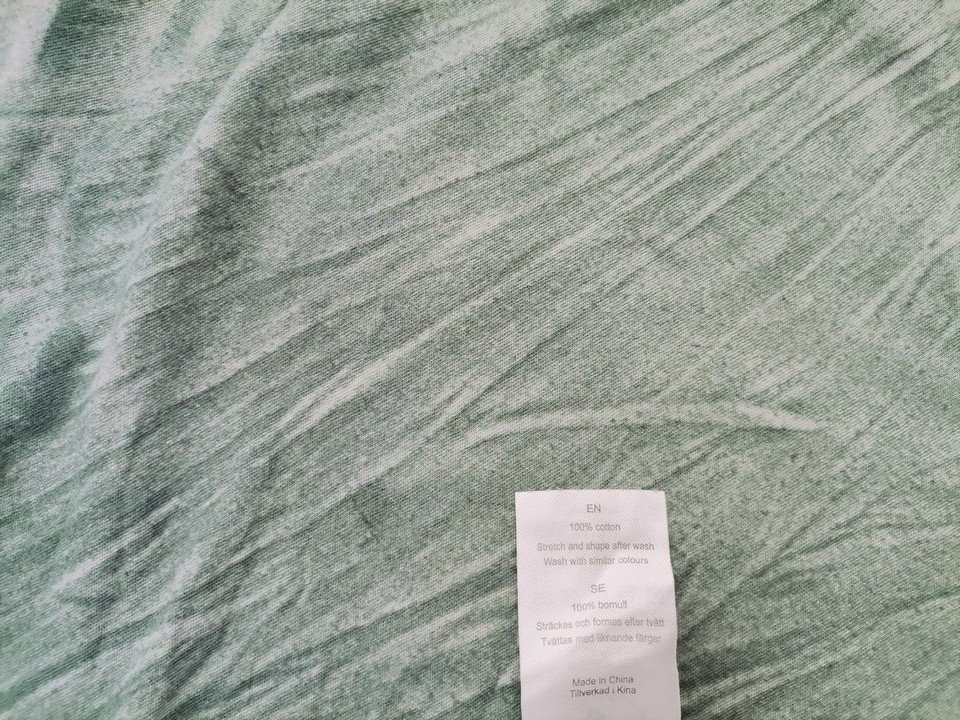 EN
100% cotton
Stretch and shape after wash
Wash with similar colours
SE
100% bomull
Sträckes och formas efter tvätt
Tvättas med liknande färger
Made in China
Tillverkad i Kina